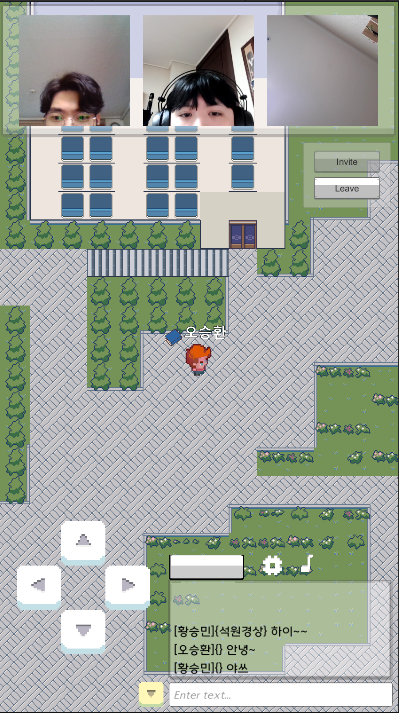 Invite
Leave
오승환
[황승민]{석원경상} 하이~~
[오승환]{} 안녕~
[황승민]{} 야쓰
Enter text...